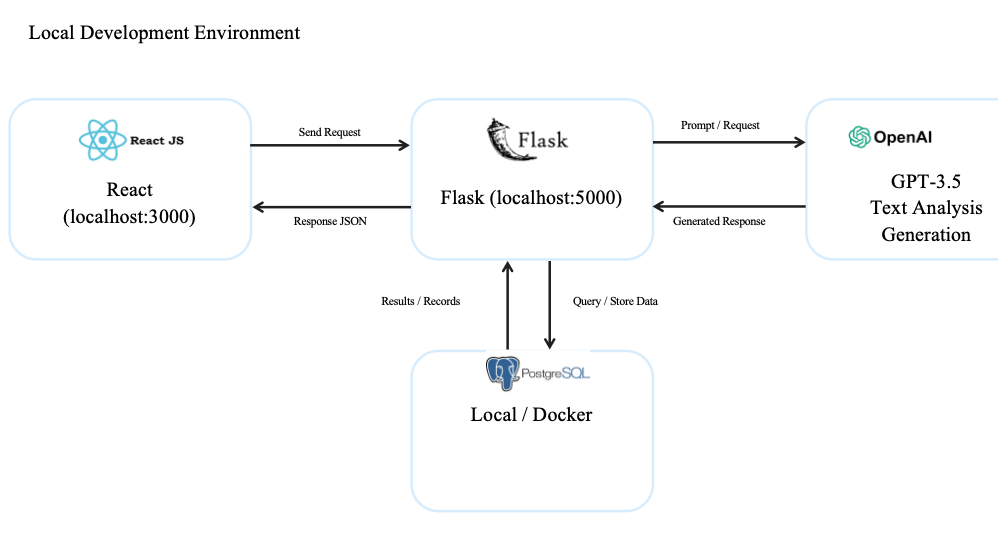 Local Development Environment
React JS
React
(localhost:3000)
Send Request
Response JSON
Flask
Flask (localhost:5000)
Prompt / Request
Generated Response
OpenAI
GPT-3.5
Text Analysis
Generation
Results / Records
Query / Store Data
PostgreSQL
Local / Docker